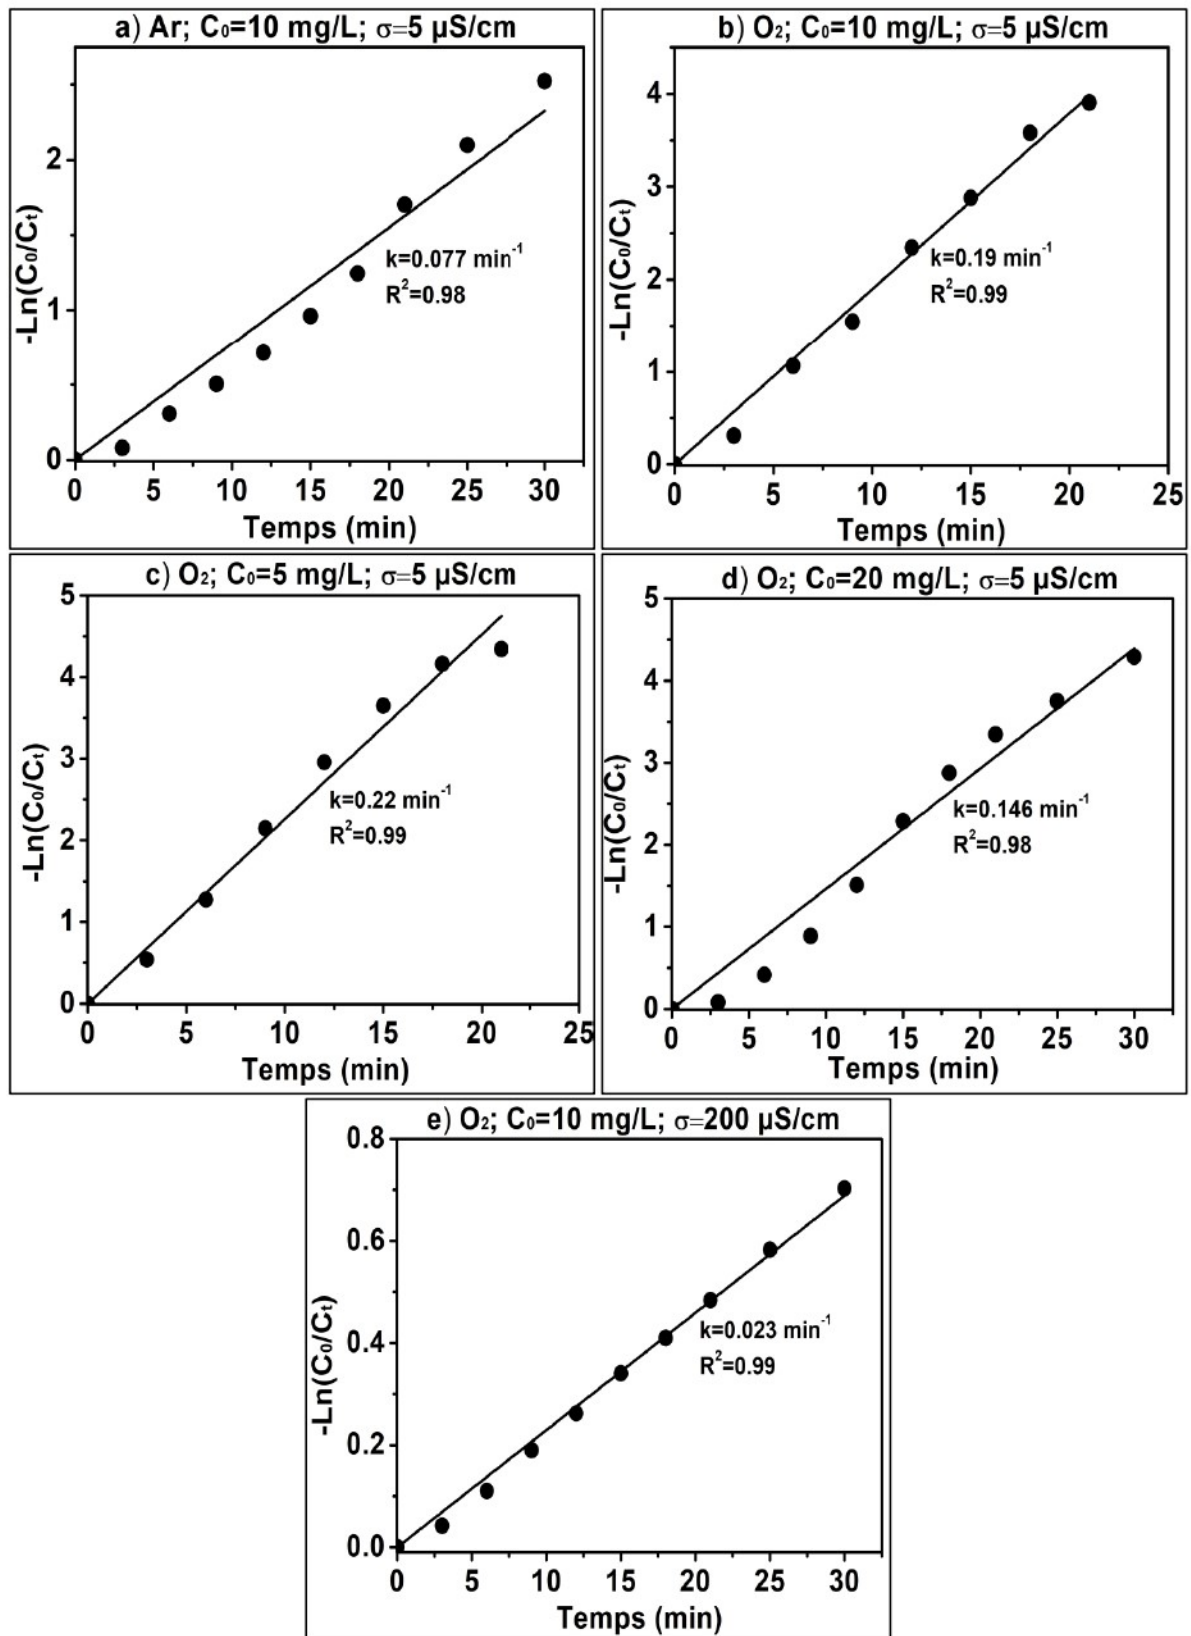 a) Ar; C₀=10 mg/L; σ=5 µS/cm
-Ln(C₀/Cₜ)
2
1
0
k=0.077 min⁻¹
R²=0.98
0 5 10 15 20 25 30
Temps (min)
b) O₂; C₀=10 mg/L; σ=5 µS/cm
-Ln(C₀/Cₜ)
4
3
2
1
0
k=0.19 min⁻¹
R²=0.99
0 5 10 15 20 25
Temps (min)
c) O₂; C₀=5 mg/L; σ=5 µS/cm
-Ln(C₀/Cₜ)
5
4
3
2
1
0
k=0.22 min⁻¹
R²=0.99
0 5 10 15 20 25
Temps (min)
d) O₂; C₀=20 mg/L; σ=5 µS/cm
-Ln(C₀/Cₜ)
5
4
3
2
1
0
k=0.146 min⁻¹
R²=0.98
0 5 10 15 20 25 30
Temps (min)
e) O₂; C₀=10 mg/L; σ=200 µS/cm
-Ln(C₀/Cₜ)
0.8
0.6
0.4
0.2
0.0
k=0.023 min⁻¹
R²=0.99
0 5 10 15 20 25 30
Temps (min)